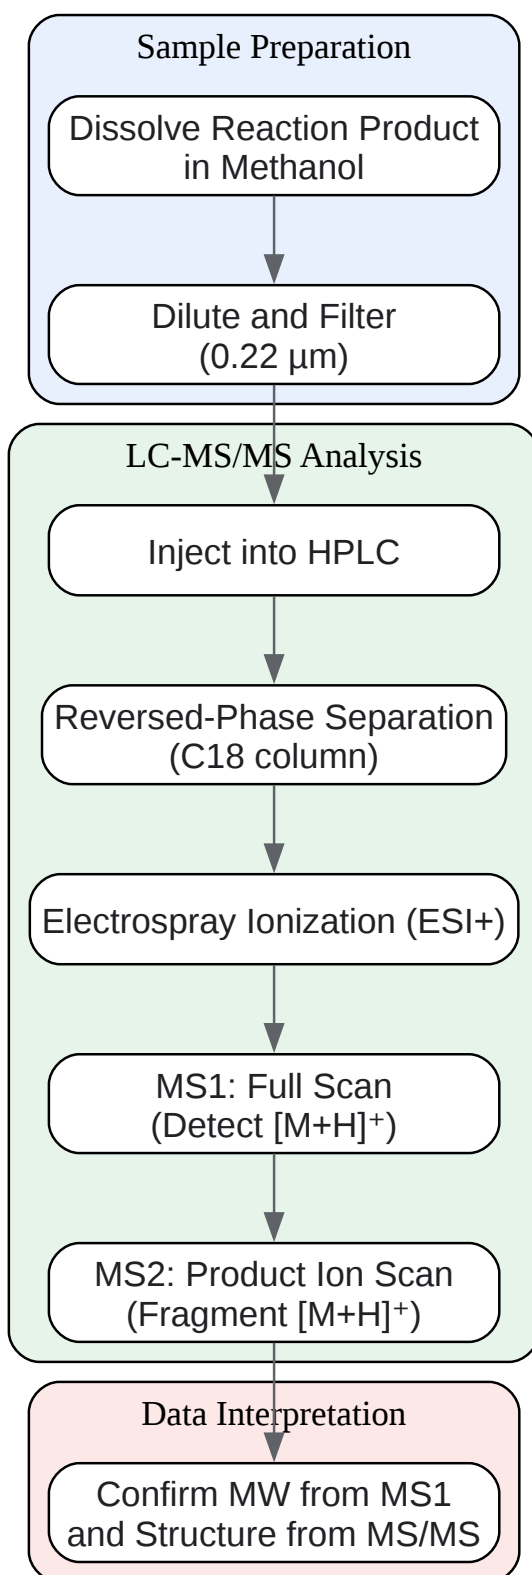 Sample Preparation
Dissolve Reaction Product
in Methanol
Dilute and Filter
(0.22 µm)
LC-MS/MS Analysis
Inject into HPLC
Reversed-Phase Separation
(C18 column)
Electrospray Ionization (ESI+)
MS1: Full Scan
(Detect [M+H]⁺)
MS2: Product Ion Scan
(Fragment [M+H]⁺)
Data Interpretation
Confirm MW from MS1
and Structure from MS/MS